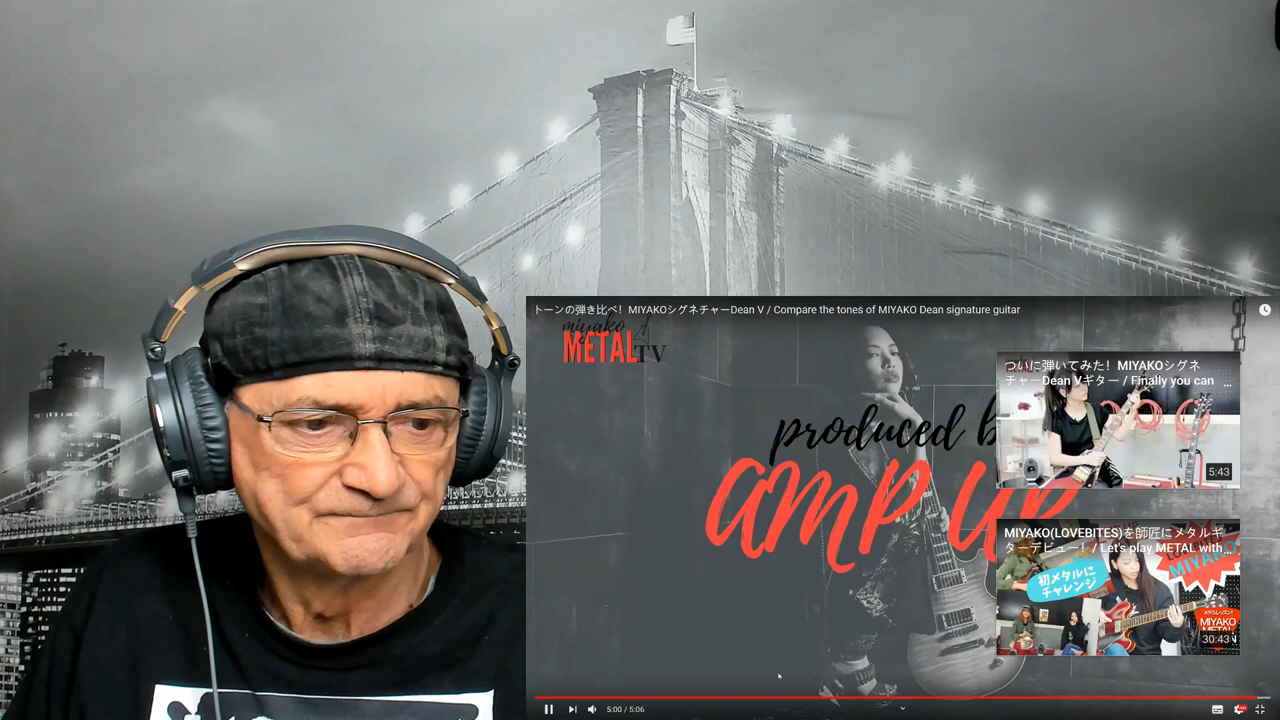 トーンの弾き比べ! MIYAKOシグネチャーDean V / Compare the tones of MIYAKO Dean signature guitar
miyako
METAL
TV
produced b
AMP UP
ついに弾いてみた! MIYAKOシグネ
チャーDean Vギター / Finally you can ...
5:43
MIYAKO(LOVEBITES)を師匠にメタルギ
ターデビュー! / Let's play METAL with
MIYAKO
初メタルに
チャレンジ
MIYAKO
METAL
30:43
5:00 / 5:06